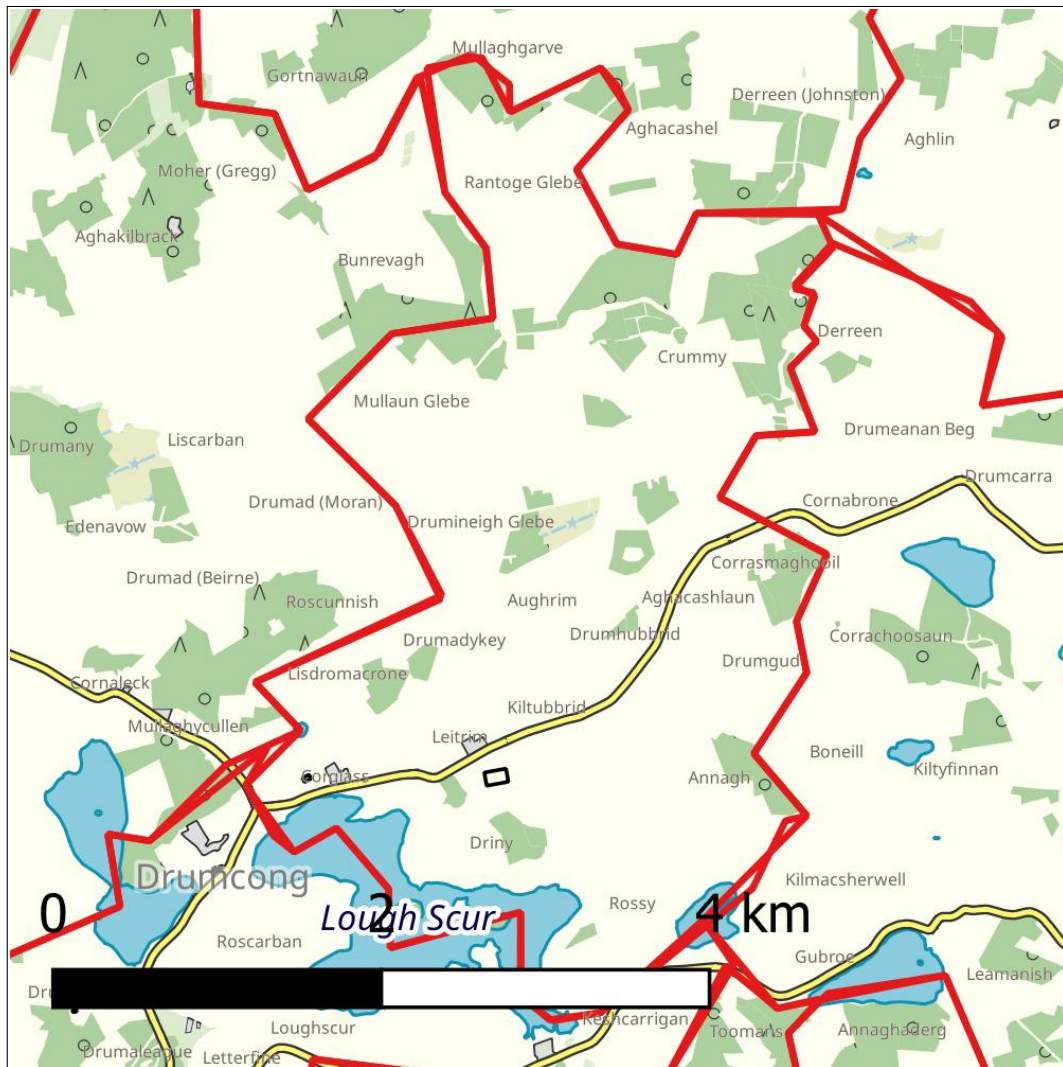 Mullaghgarve
Gortnawaun
Derreen (Johnston)
Aghacashel
Aghlin
Moher (Gregg)
Rantoge Glebe
Aghakilbrack
Bunrevagh
Derreen
Crummy
Mullaun Glebe
Drumeanan Beg
Drumany
Liscarban
Drumcarra
Drumad (Moran)
Cornabrone
Edenavow
Drumineigh Glebe
Corrasmaghooil
Drumad (Beirne)
Roscunnish
Aughrim
Aghacashlaun
Drumhubbrid
Corrachoosaun
Drumadykey
Drumgud
Lisdromacrone
Cornaleck
Kiltubbrid
Mullaghycullen
Leitrim
Boneill
Kiltyfinnan
Corglass
Annagh
Driny
Drumcong
Kilmacsherwell
Rossy
0
2
4 km
Lough Scur
Roscarban
Gubroe
Leamanish
Loughscur
Keshcarrigan
Toomans
Annaghaderg
Drumaleague
Letterfine